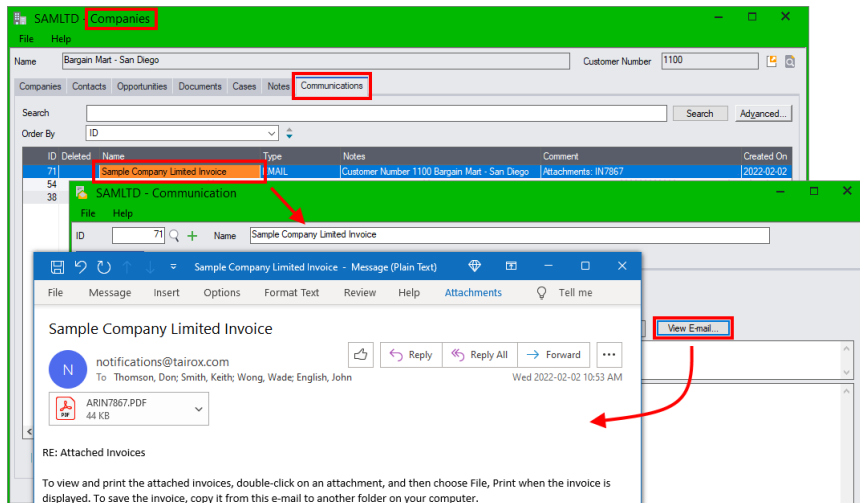 SAMLTD - Companies
File Help
Name Bargain Mart - San Diego Customer Number 1100
Companies Contacts Opportunities Documents Cases Notes Communications
Search Search Advanced...
Order By ID
ID Deleted Name Type Notes Comment Created On
71 Sample Company Limited Invoice EMAIL Customer Number 1100 Bargain Mart - San Diego Attachments: IN7867 2022-02-02
54
38
SAMLTD - Communication
File Help
ID 71 Name Sample Company Limited Invoice
Sample Company Limited Invoice - Message (Plain Text)
File Message Insert Options Format Text Review Help Attachments Tell me
View E-mail...
Sample Company Limited Invoice
Reply Reply All Forward
N
notifications@tairox.com
To Thomson, Don; Smith, Keith; Wong, Wade; English, John Wed 2022-02-02 10:53 AM
PDF
ARIN7867.PDF
44 KB
RE: Attached Invoices
To view and print the attached invoices, double-click on an attachment, and then choose File, Print when the invoice is
displayed. To save the invoice, copy it from this e-mail to another folder on your computer.